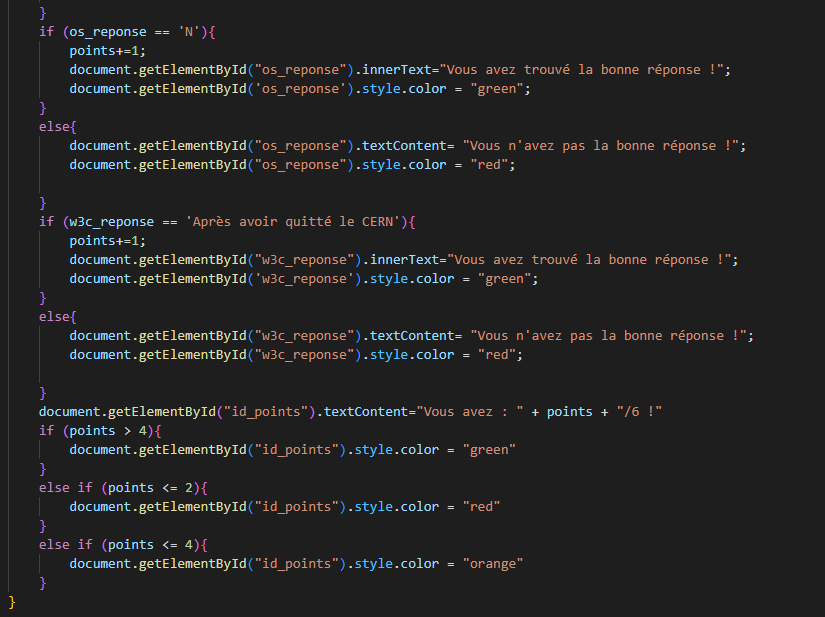 }
if (os_reponse == 'N'){
points+=1;
document.getElementById("os_reponse").innerText="Vous avez trouvé la bonne réponse !";
document.getElementById('os_reponse').style.color = "green";
}
else{
document.getElementById("os_reponse").textContent= "Vous n'avez pas la bonne réponse !";
document.getElementById("os_reponse").style.color = "red";
}
if (w3c_reponse == 'Après avoir quitté le CERN'){
points+=1;
document.getElementById("w3c_reponse").innerText="Vous avez trouvé la bonne réponse !";
document.getElementById('w3c_reponse').style.color = "green";
}
else{
document.getElementById("w3c_reponse").textContent= "Vous n'avez pas la bonne réponse !";
document.getElementById("w3c_reponse").style.color = "red";
}
document.getElementById("id_points").textContent="Vous avez : " + points + "/6 !"
if (points > 4){
document.getElementById("id_points").style.color = "green"
}
else if (points <= 2){
document.getElementById("id_points").style.color = "red"
}
else if (points <= 4){
document.getElementById("id_points").style.color = "orange"
}
}